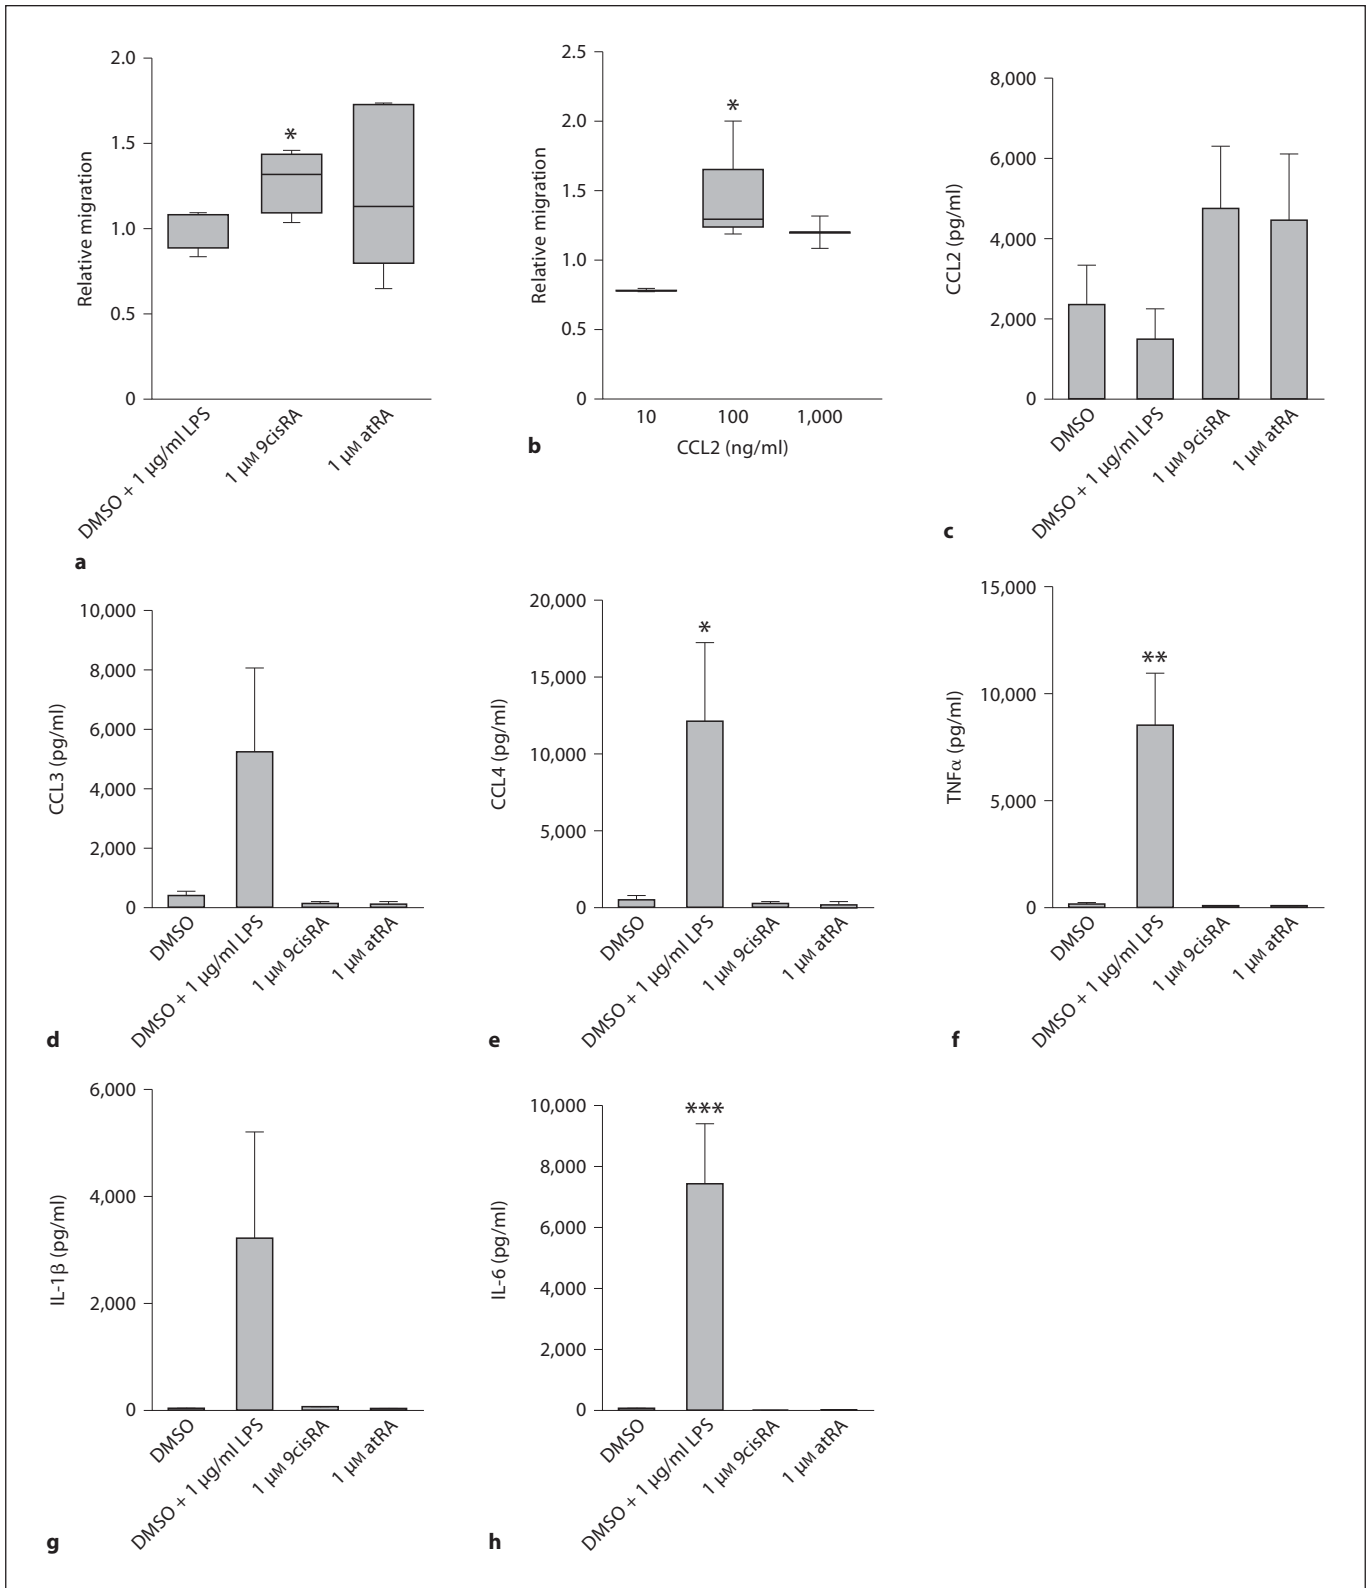 2.0
1.5
1.0
0.5
0
Relative migration
*
DMSO + 1 µg/ml LPS
1 µM 9cisRA
1 µM atRA
a
2.5
2.0
1.5
1.0
0.5
0
Relative migration
*
10 100 1,000
CCL2 (ng/ml)
b
8,000
6,000
4,000
2,000
0
CCL2 (pg/ml)
DMSO
DMSO + 1 µg/ml LPS
1 µM 9cisRA
1 µM atRA
c
10,000
8,000
6,000
4,000
2,000
0
CCL3 (pg/ml)
DMSO
DMSO + 1 µg/ml LPS
1 µM 9cisRA
1 µM atRA
d
20,000
15,000
10,000
5,000
0
CCL4 (pg/ml)
*
DMSO
DMSO + 1 µg/ml LPS
1 µM 9cisRA
1 µM atRA
e
15,000
10,000
5,000
0
TNFα (pg/ml)
**
DMSO
DMSO + 1 µg/ml LPS
1 µM 9cisRA
1 µM atRA
f
6,000
4,000
2,000
0
IL-1β (pg/ml)
DMSO
DMSO + 1 µg/ml LPS
1 µM 9cisRA
1 µM atRA
g
10,000
8,000
6,000
4,000
2,000
0
IL-6 (pg/ml)
***
DMSO
DMSO + 1 µg/ml LPS
1 µM 9cisRA
1 µM atRA
h